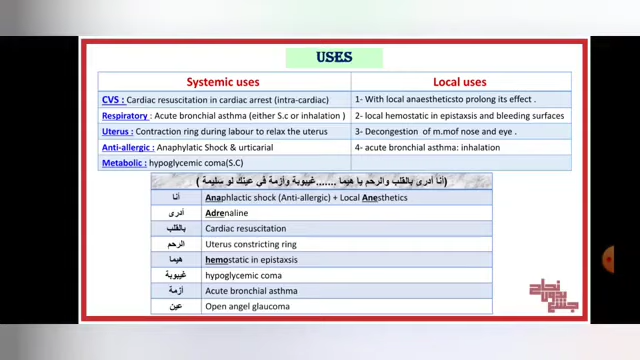 USES
Systemic uses
Local uses
CVS : Cardiac resuscitation in cardiac arrest (intra-cardiac)
1- With local anaestheticsto prolong its effect .
Respiratory : Acute bronchial asthma (either S.c or inhalation )
2- local hemostatic in epistaxis and bleeding surfaces
Uterus : Contraction ring during labour to relax the uterus
3- Decongestion of m.mof nose and eye .
Anti-allergic : Anaphylatic Shock & urticarial
4- acute bronchial asthma: inhalation
Metabolic : hypoglycemic coma(S.C)
(أنا أدرى بالقلب والرحم يا هيما .......غيبوبة وأزمة في عينك لو سليمة )
أنا
Anaphlactic shock (Anti-allergic) + Local Anesthetics
أدرى
Adrenaline
بالقلب
Cardiac resuscitation
الرحم
Uterus constricting ring
هيما
hemostatic in epistaxis
غيبوبة
hypoglycemic coma
أزمة
Acute bronchial asthma
عين
Open angel glaucoma